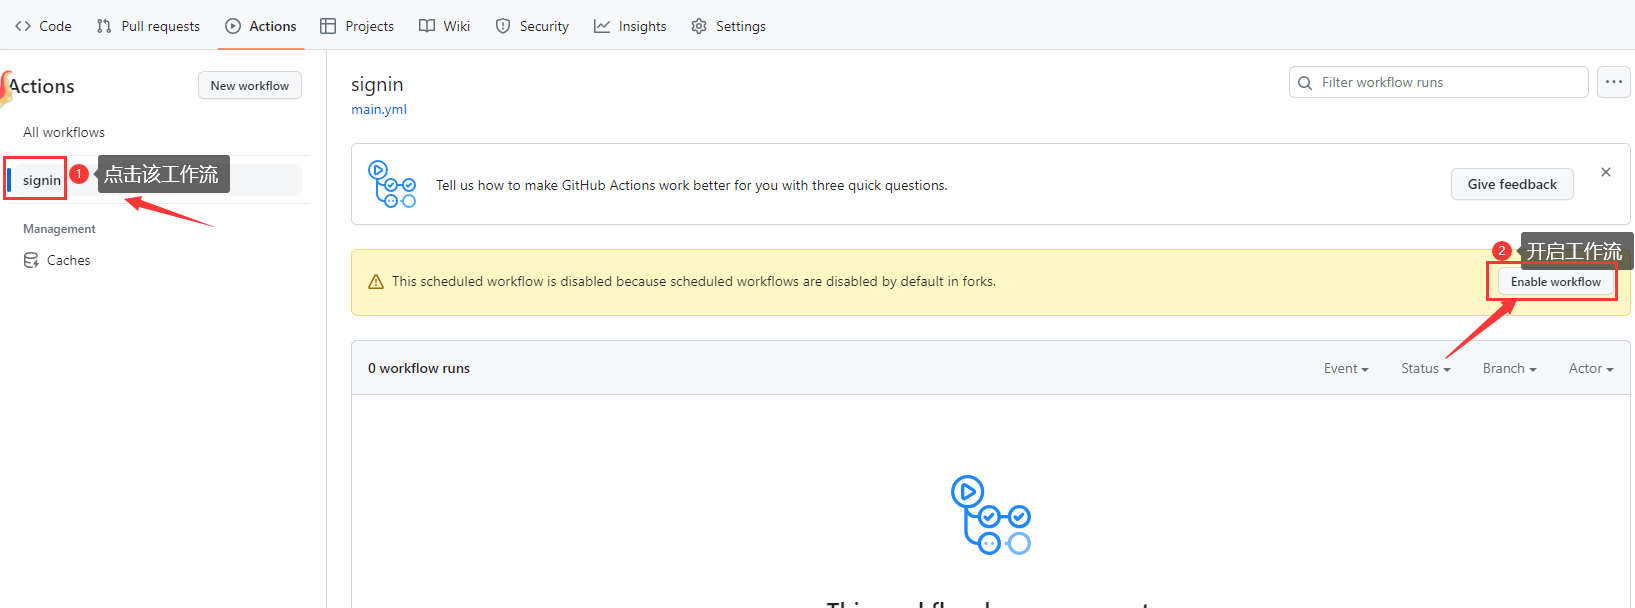 Code Pull requests Actions Projects Wiki Security Insights Settings
Actions
New workflow
All workflows
signin
1 点击该工作流
Management
Caches
signin
main.yml
Filter workflow runs
Tell us how to make GitHub Actions work better for you with three quick questions.
Give feedback
2 开启工作流
This scheduled workflow is disabled because scheduled workflows are disabled by default in forks.
Enable workflow
0 workflow runs
Event Status Branch Actor